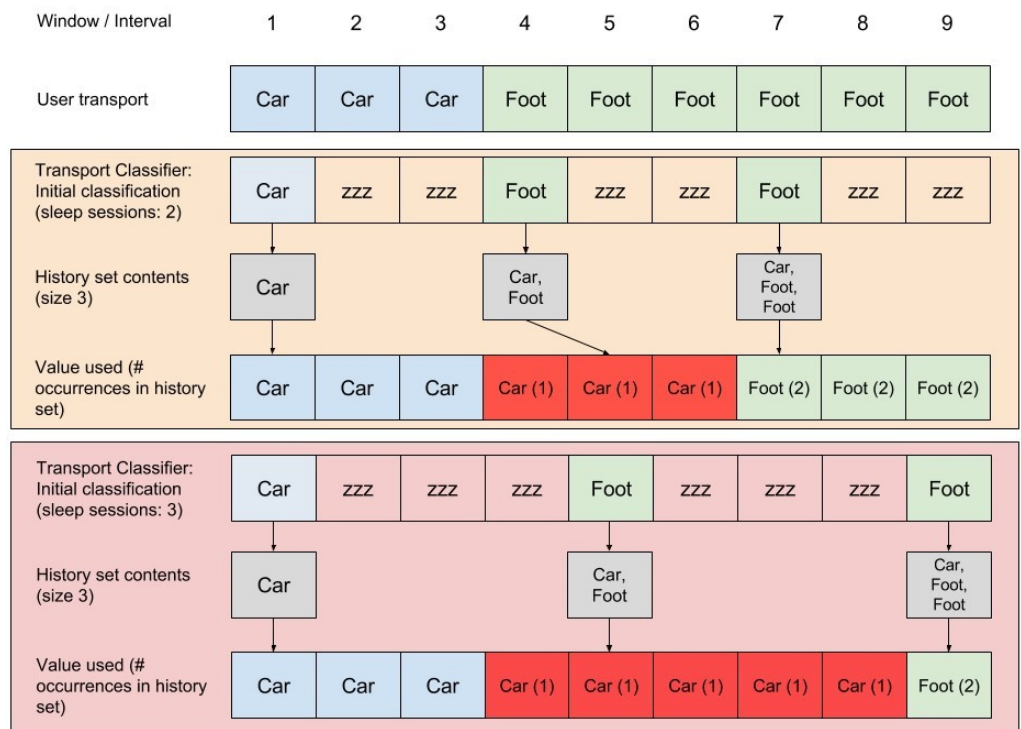 Window / Interval 1 2 3 4 5 6 7 8 9
User transport Car Car Car Foot Foot Foot Foot Foot Foot
Transport Classifier:
Initial classification
(sleep sessions: 2)
Car zzz zzz Foot zzz zzz Foot zzz zzz
History set contents
(size 3)
Car
Car,
Foot
Car,
Foot,
Foot
Value used (#
occurrences in history
set)
Car Car Car Car (1) Car (1) Car (1) Foot (2) Foot (2) Foot (2)
Transport Classifier:
Initial classification
(sleep sessions: 3)
Car zzz zzz zzz Foot zzz zzz zzz Foot
History set contents
(size 3)
Car
Car,
Foot
Car,
Foot,
Foot
Value used (#
occurrences in history
set)
Car Car Car Car (1) Car (1) Car (1) Car (1) Car (1) Foot (2)